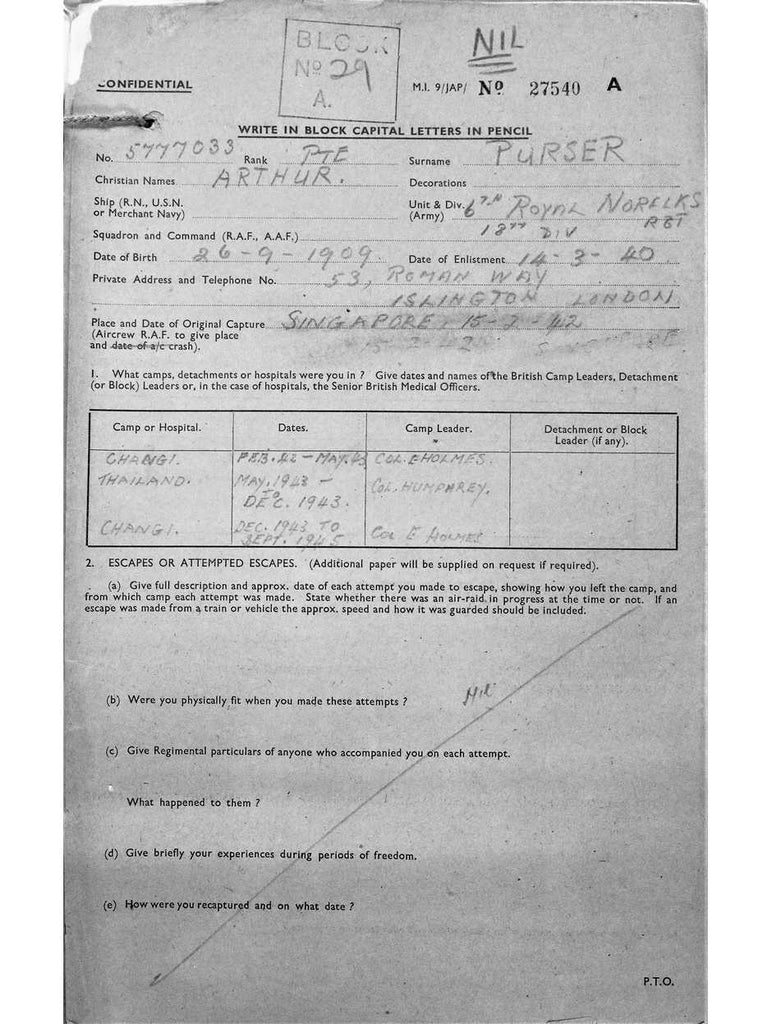 BLOCK
Nº 29
A.
NIL
CONFIDENTIAL
M.I. 9/JAP/ Nº 27540 A
WRITE IN BLOCK CAPITAL LETTERS IN PENCIL
No. 5777033 Rank PTE Surname PURSER
Christian Names ARTHUR. Decorations
Ship (R.N., U.S.N. or Merchant Navy) Unit & Div. (Army) 6TH ROYAL NORFLKS RGT
18TH DIV
Squadron and Command (R.A.F., A.A.F.)
Date of Birth 26-9-1909 Date of Enlistment 14-3-40
Private Address and Telephone No. 53, ROMAN WAY
ISLINGTON LONDON
Place and Date of Original Capture SINGAPORE, 15-2-42
(Aircrew R.A.F. to give place
and date of a/c crash).
1. What camps, detachments or hospitals were you in ? Give dates and names of the British Camp Leaders, Detachment
(or Block) Leaders or, in the case of hospitals, the Senior British Medical Officers.
Camp or Hospital. Dates. Camp Leader. Detachment or Block
Leader (if any).
CHANGI. FEB. 42 - MAY. 43 COL. E HOLMES.
THAILAND. MAY. 1943 - COL. HUMPHREY.
TO
DEC. 1943.
CHANGI. DEC. 1943 TO COL E HOLMES
SEPT. 1945.
2. ESCAPES OR ATTEMPTED ESCAPES. (Additional paper will be supplied on request if required).
(a) Give full description and approx. date of each attempt you made to escape, showing how you left the camp, and
from which camp each attempt was made. State whether there was an air-raid in progress at the time or not. If an
escape was made from a train or vehicle the approx. speed and how it was guarded should be included.
(b) Were you physically fit when you made these attempts ? Nil
(c) Give Regimental particulars of anyone who accompanied you on each attempt.
What happened to them ?
(d) Give briefly your experiences during periods of freedom.
(e) How were you recaptured and on what date ?
P.T.O.